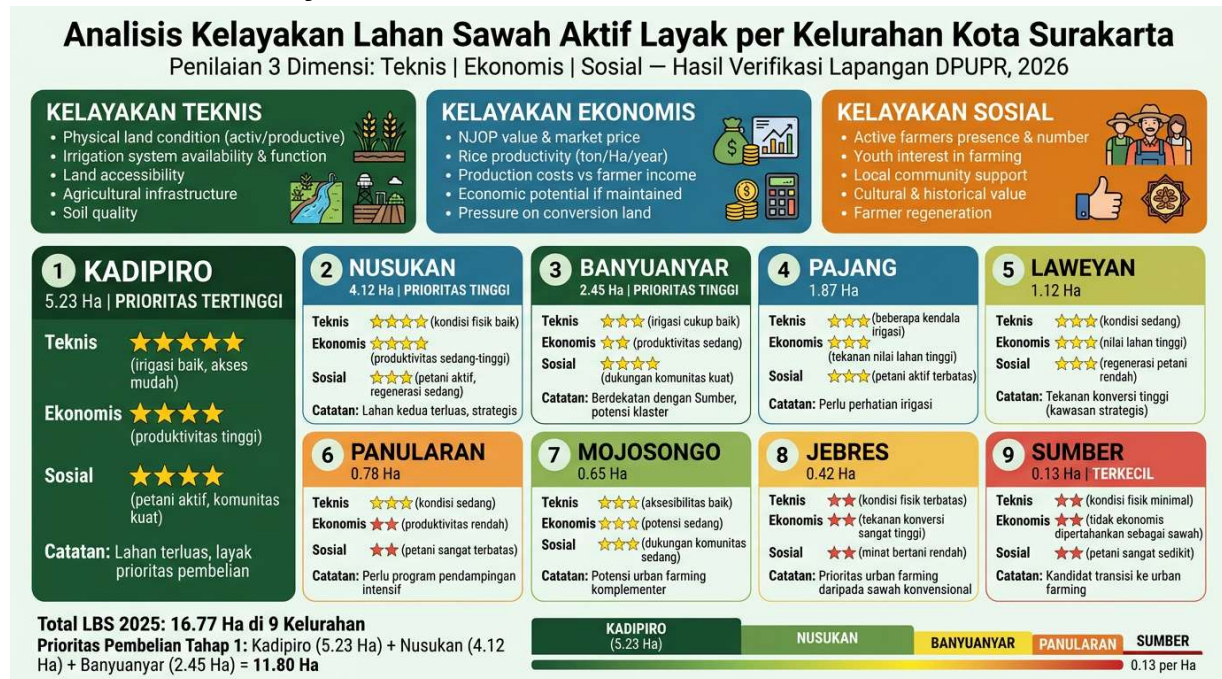 Analisis Kelayakan Lahan Sawah Aktif Layak per Kelurahan Kota Surakarta
Penilaian 3 Dimensi: Teknis | Ekonomis | Sosial — Hasil Verifikasi Lapangan DPUPR, 2026
KELAYAKAN TEKNIS
• Physical land condition (activ/productive)
• Irrigation system availability & function
• Land accessibility
• Agricultural infrastructure
• Soil quality
KELAYAKAN EKONOMIS
• NJOP value & market price
• Rice productivity (ton/Ha/year)
• Production costs vs farmer income
• Economic potential if maintained
• Pressure on conversion land
KELAYAKAN SOSIAL
• Active farmers presence & number
• Youth interest in farming
• Local community support
• Cultural & historical value
• Farmer regeneration
1 KADIPIRO
5.23 Ha | PRIORITAS TERTINGGI
Teknis ★★★★★
(irigasi baik, akses
mudah)
Ekonomis ★★★★
(produktivitas tinggi)
Sosial ★★★★
(petani aktif, komunitas
kuat)
Catatan: Lahan terluas, layak
prioritas pembelian
2 NUSUKAN
4.12 Ha | PRIORITAS TINGGI
Teknis ★★★★ (kondisi fisik baik)
Ekonomis ★★★★
(produktivitas sedang-tinggi)
Sosial ★★★ (petani aktif,
regenerasi sedang)
Catatan: Lahan kedua terluas, strategis
3 BANYUANYAR
2.45 Ha | PRIORITAS TINGGI
Teknis ★★★ (irigasi cukup baik)
Ekonomis ★★ (produktivitas sedang)
Sosial ★★★★
(dukungan komunitas kuat)
Catatan: Berdekatan dengan Sumber,
potensi klaster
4 PAJANG
1.87 Ha
Teknis ★★★ (beberapa kendala
irigasi)
Ekonomis ★★★
(tekanan nilai lahan tinggi)
Sosial ★★★ (petani aktif terbatas)
Catatan: Perlu perhatian irigasi
5 LAWEYAN
1.12 Ha
Teknis ★★★ (kondisi sedang)
Ekonomis ★★★ (nilai lahan tinggi)
Sosial ★★★ (regenerasi petani
rendah)
Catatan: Tekanan konversi tinggi
(kawasan strategis)
6 PANULARAN
0.78 Ha
Teknis ★★★ (kondisi sedang)
Ekonomis ★★ (produktivitas rendah)
Sosial ★★ (petani sangat terbatas)
Catatan: Perlu program pendampingan
intensif
7 MOJOSONGO
0.65 Ha
Teknis ★★★ (aksesibilitas baik)
Ekonomis ★★★ (potensi sedang)
Sosial ★★★ (dukungan komunitas
sedang)
Catatan: Potensi urban farming
komplementer
8 JEBRES
0.42 Ha
Teknis ★★ (kondisi fisik terbatas)
Ekonomis ★★ (tekanan konversi
sangat tinggi)
Sosial ★★ (minat bertani rendah)
Catatan: Prioritas urban farming
daripada sawah konvensional
9 SUMBER
0.13 Ha | TERKECIL
Teknis ★★ (kondisi fisik minimal)
Ekonomis ★★ (tidak ekonomis
dipertahankan sebagai sawah)
Sosial ★★ (petani sangat sedikit)
Catatan: Kandidat transisi ke urban
farming
Total LBS 2025: 16.77 Ha di 9 Kelurahan
Prioritas Pembelian Tahap 1: Kadipiro (5.23 Ha) + Nusukan (4.12
Ha) + Banyuanyar (2.45 Ha) = 11.80 Ha
KADIPIRO
(5.23 Ha)
NUSUKAN
BANYUANYAR
PANULARAN
SUMBER
0.13 per Ha